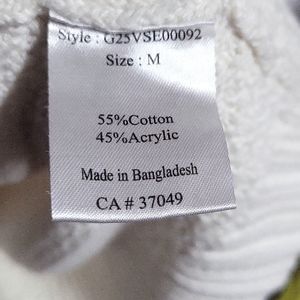 Style : G25VSE00092
Size : M
55%Cotton
45%Acrylic
Made in Bangladesh
CA # 37049